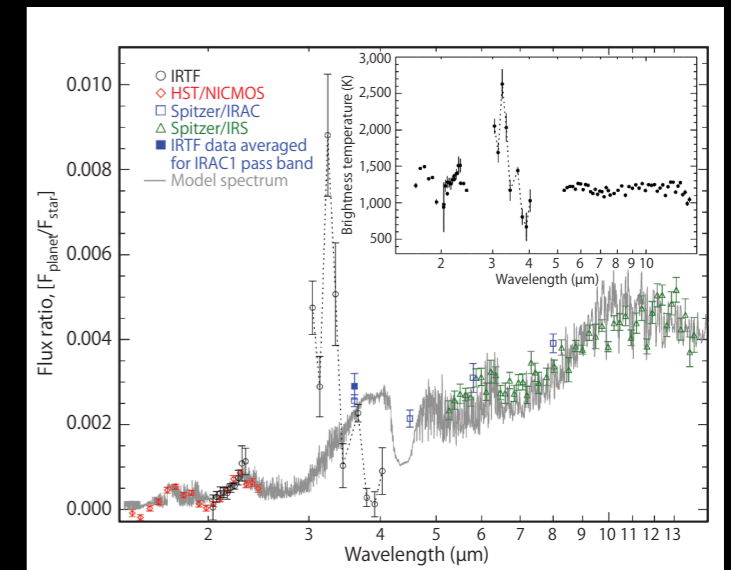 0.010
0.008
0.006
0.004
0.002
0.000
Flux ratio, [Fplanet/Fstar]
IRTF
HST/NICMOS
Spitzer/IRAC
Spitzer/IRS
IRTF data averaged
for IRAC1 pass band
Model spectrum
3,000
2,500
2,000
1,500
1,000
500
Brightness temperature (K)
2 3 4 5 6 7 8 9 10
Wavelength (μm)
2 3 4 5 6 7 8 9 10 11 12 13
Wavelength (μm)